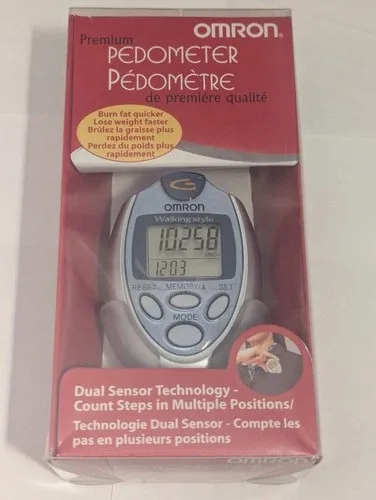 OMRON®
Premium
PEDOMETER
PÉDOMÈTRE
de première qualité
Burn fat quicker
Lose weight faster
Brûlez la graisse plus
rapidement
Perdez du poids plus
rapidement
OMRON
Walking style
10258
STEPS
12:03
RESET MEMORY/▲ SET
MODE
Dual Sensor Technology -
Count Steps in Multiple Positions/
Technologie Dual Sensor - Compte les
pas en plusieurs positions
OMRON